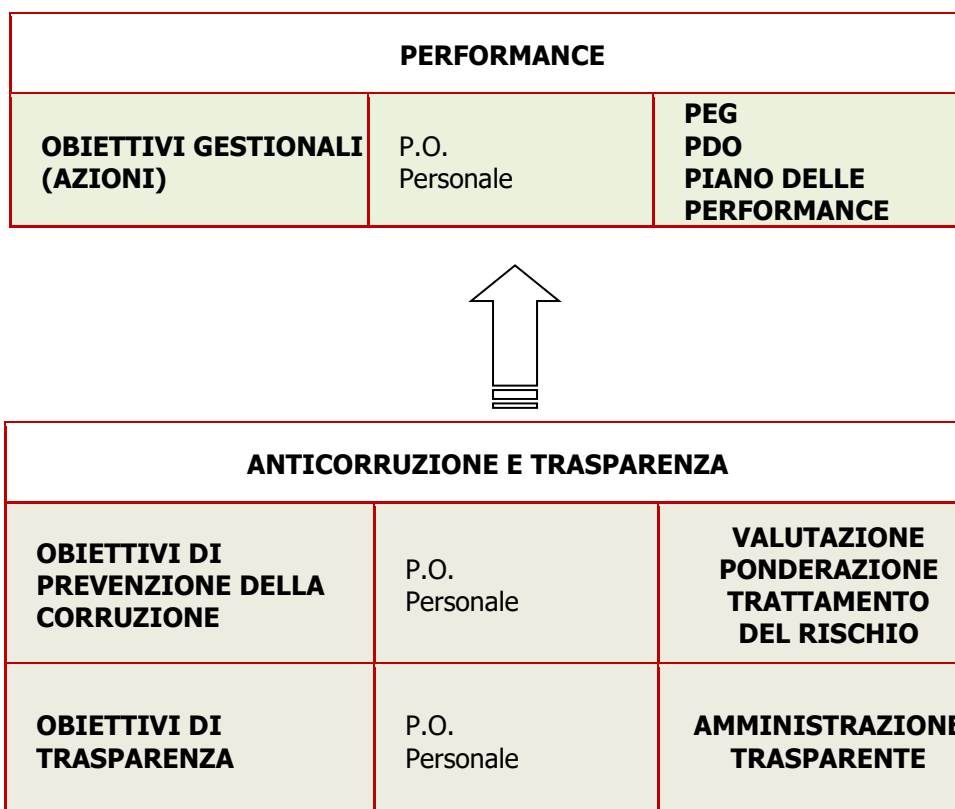 PERFORMANCE
OBIETTIVI GESTIONALI
(AZIONI)
P.O.
Personale
PEG
PDO
PIANO DELLE
PERFORMANCE
ANTICORRUZIONE E TRASPARENZA
OBIETTIVI DI
PREVENZIONE DELLA
CORRUZIONE
P.O.
Personale
VALUTAZIONE
PONDERAZIONE
TRATTAMENTO
DEL RISCHIO
OBIETTIVI DI
TRASPARENZA
P.O.
Personale
AMMINISTRAZIONE
TRASPARENTE